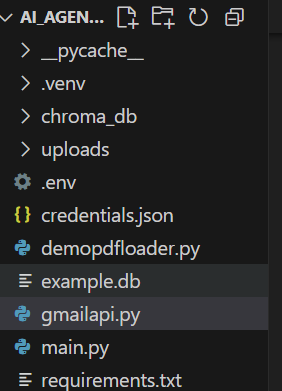 AI_AGEN...
__pycache__
.venv
chroma_db
uploads
.env
credentials.json
demopdfloader.py
example.db
gmailapi.py
main.py
requirements.txt